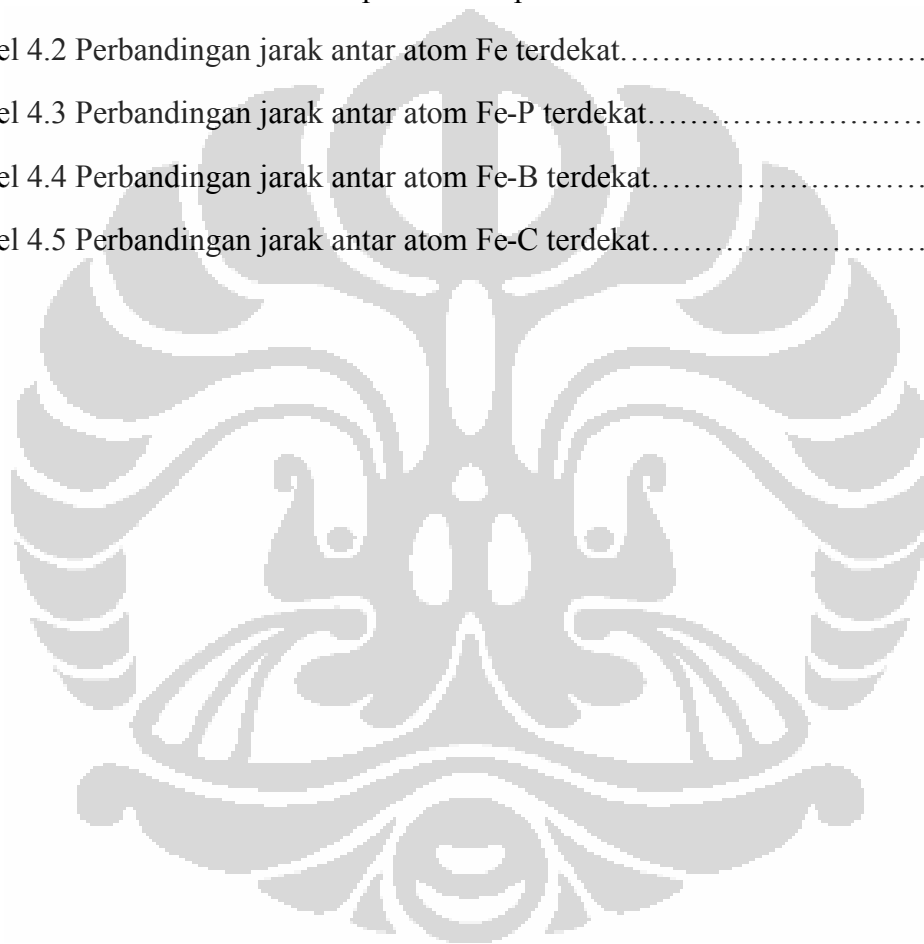 el 4.2 Perbandingan jarak antar atom Fe terdekat……………………………
el 4.3 Perbandingan jarak antar atom Fe-P terdekat…………………………
el 4.4 Perbandingan jarak antar atom Fe-B terdekat…………………………
el 4.5 Perbandingan jarak antar atom Fe-C terdekat…………………………